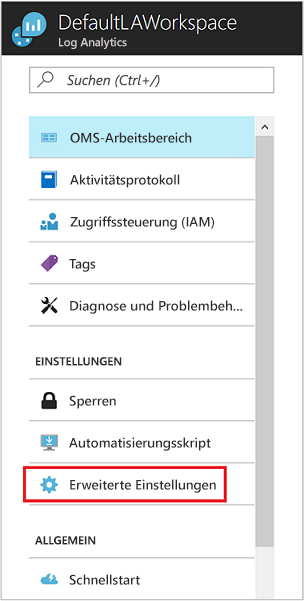 DefaultLAWorkspace
Log Analytics
Suchen (Ctrl+/)
OMS-Arbeitsbereich
Aktivitätsprotokoll
Zugriffssteuerung (IAM)
Tags
Diagnose und Problembeh...
EINSTELLUNGEN
Sperren
Automatisierungsskript
Erweiterte Einstellungen
ALLGEMEIN
Schnellstart